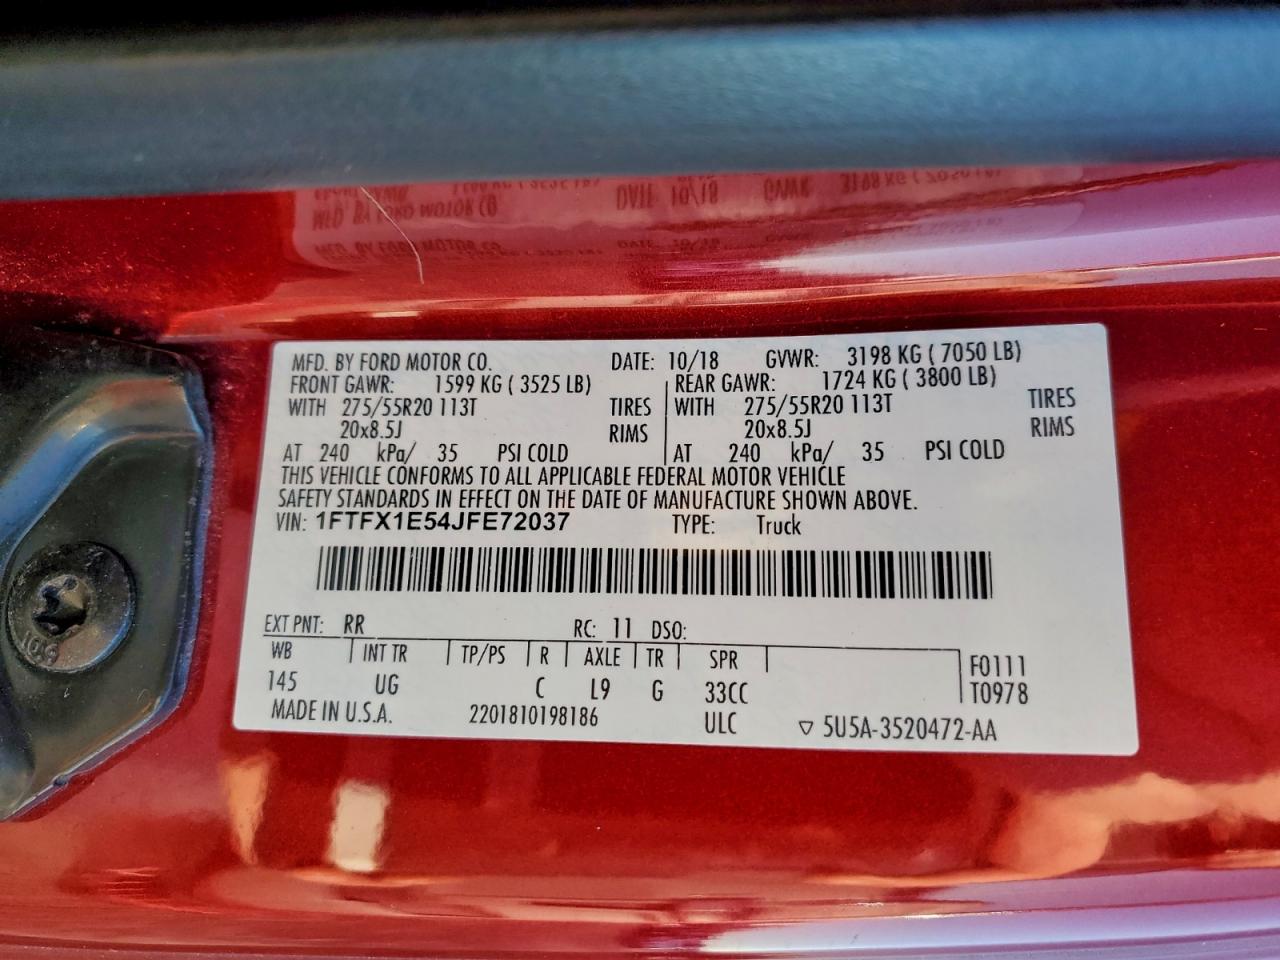 MFD. BY FORD MOTOR CO. DATE: 10/18 GVWR: 3198 KG ( 7050 LB)
FRONT GAWR: 1599 KG ( 3525 LB) REAR GAWR: 1724 KG ( 3800 LB)
WITH 275/55R20 113T TIRES WITH 275/55R20 113T TIRES
20x8.5J RIMS 20x8.5J RIMS
AT 240 kPa/ 35 PSI COLD AT 240 kPa/ 35 PSI COLD
THIS VEHICLE CONFORMS TO ALL APPLICABLE FEDERAL MOTOR VEHICLE
SAFETY STANDARDS IN EFFECT ON THE DATE OF MANUFACTURE SHOWN ABOVE.
VIN: 1FTFX1E54JFE72037 TYPE: Truck
EXT PNT: RR RC: 11 DSO:
WB INT TR TP/PS R AXLE TR SPR F0111
145 UG C L9 G 33CC T0978
MADE IN U.S.A. 2201810198186 ULC ▽ 5U5A-3520472-AA